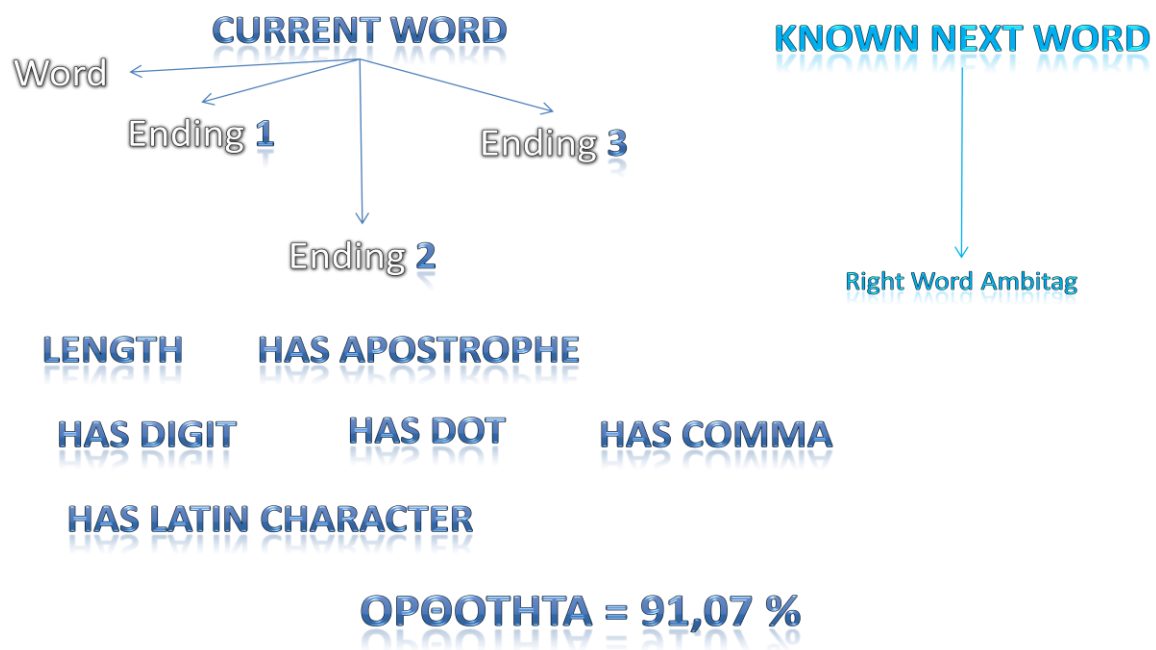 CURRENT WORD
KNOWN NEXT WORD
Word
Ending 1
Ending 3
Ending 2
Right Word Ambitag
LENGTH
HAS APOSTROPHE
HAS DIGIT
HAS DOT
HAS COMMA
HAS LATIN CHARACTER
ΟΡΘΟΤΗΤΑ = 91,07 %